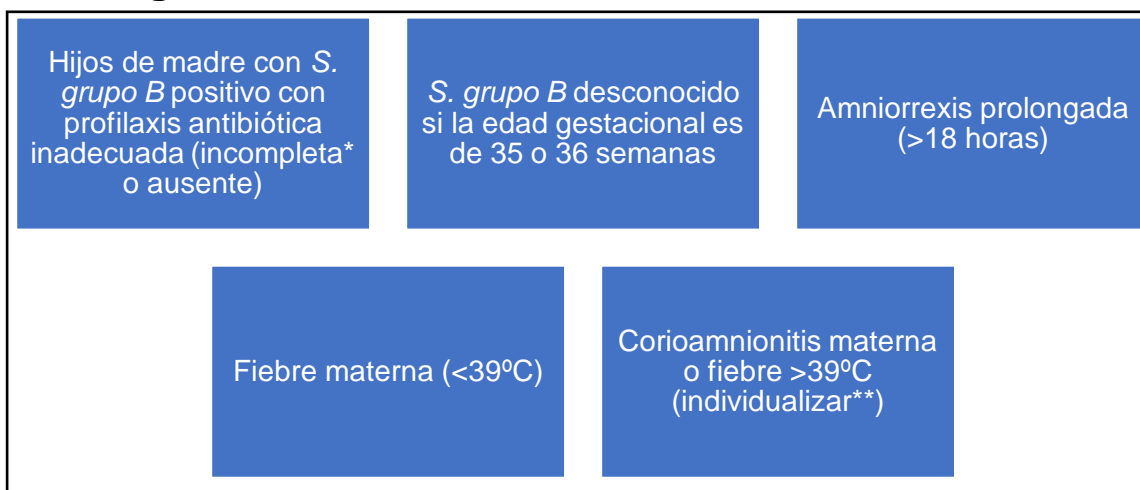 Hijos de madre con S.
grupo B positivo con
profilaxis antibiótica
inadecuada (incompleta*
o ausente)
S. grupo B desconocido
si la edad gestacional es
de 35 o 36 semanas
Amniorrexis prolongada
(>18 horas)
Fiebre materna (<39ºC)
Corioamnionitis materna
o fiebre >39ºC
(individualizar**)